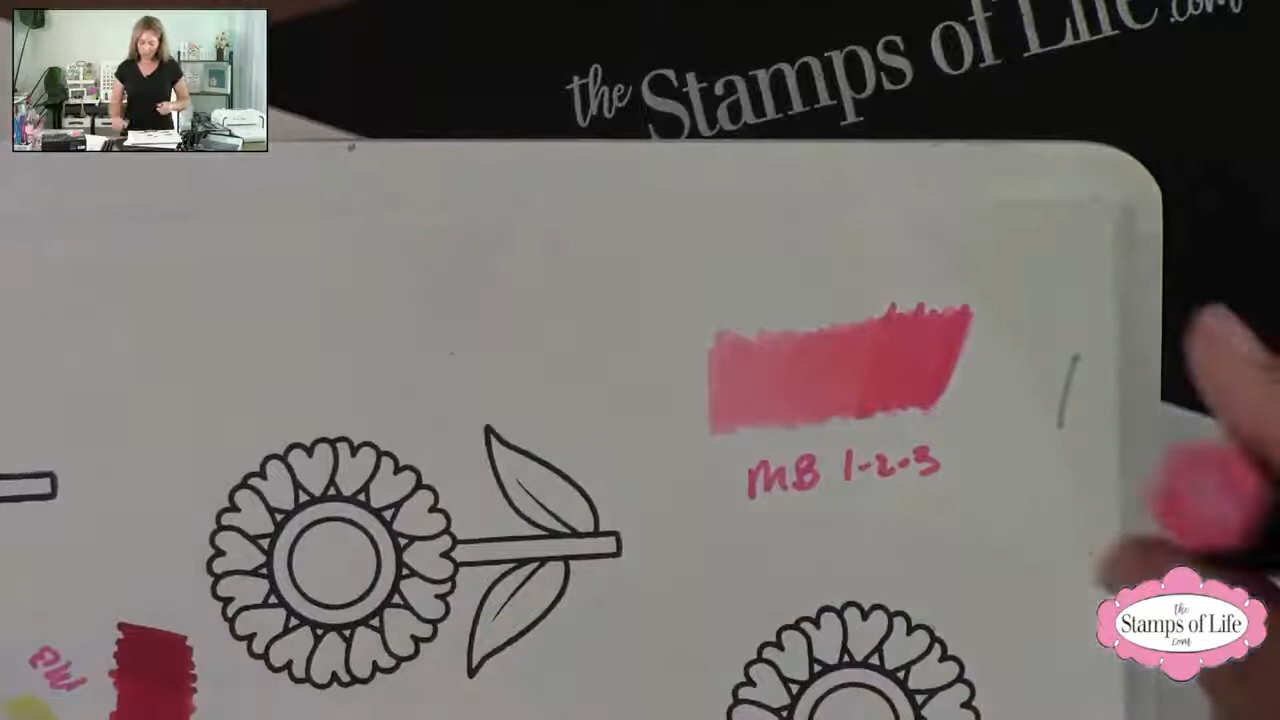 the Stamps of Life.com
MB 1-2-3
the
Stamps of Life
.com